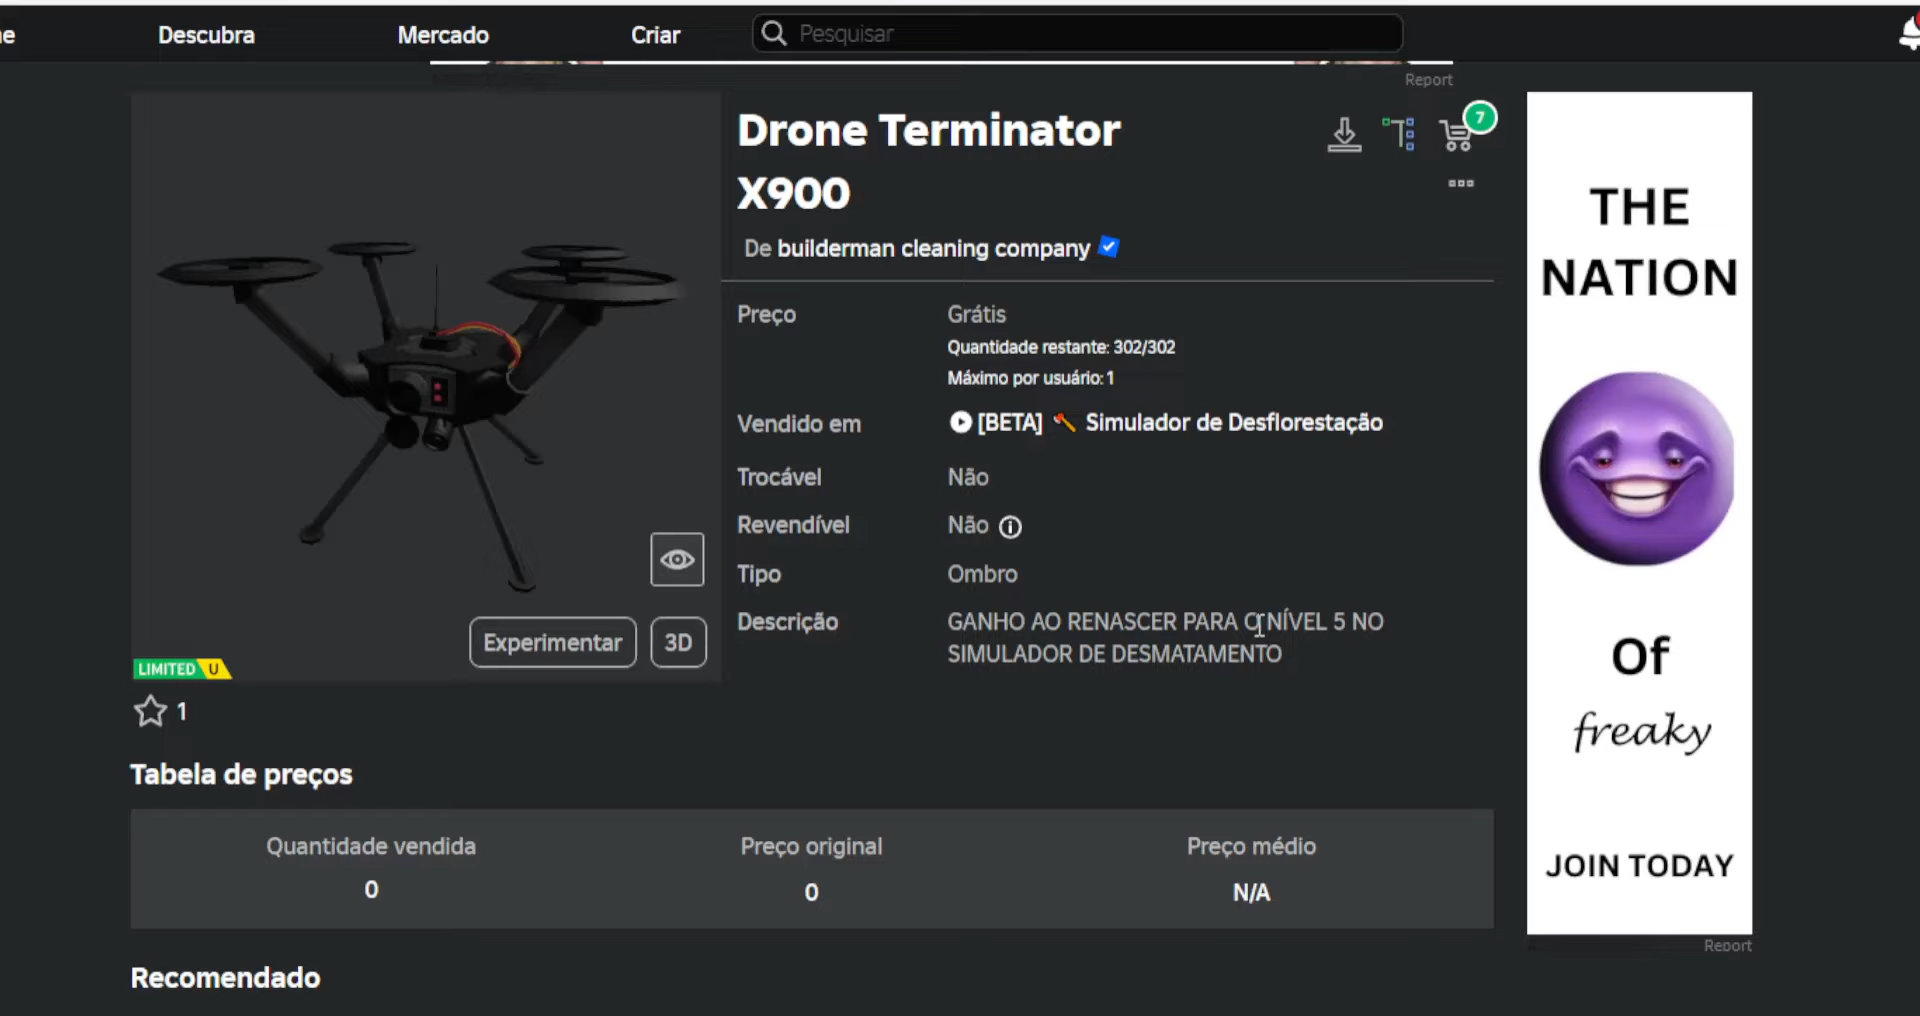 e
Descubra
Mercado
Criar
Pesquisar
Report
Drone Terminator
X900
7
De builderman cleaning company
Preço
Grátis
Quantidade restante: 302/302
Máximo por usuário: 1
Vendido em
[BETA] 🪓 Simulador de Desflorestação
Trocável
Não
Revendível
Não
Tipo
Ombro
Descrição
GANHO AO RENASCER PARA O NÍVEL 5 NO
SIMULADOR DE DESMATAMENTO
Experimentar
3D
LIMITED U
1
Tabela de preços
Quantidade vendida
0
Preço original
0
Preço médio
N/A
Recomendado
THE
NATION
Of
freaky
JOIN TODAY
Report